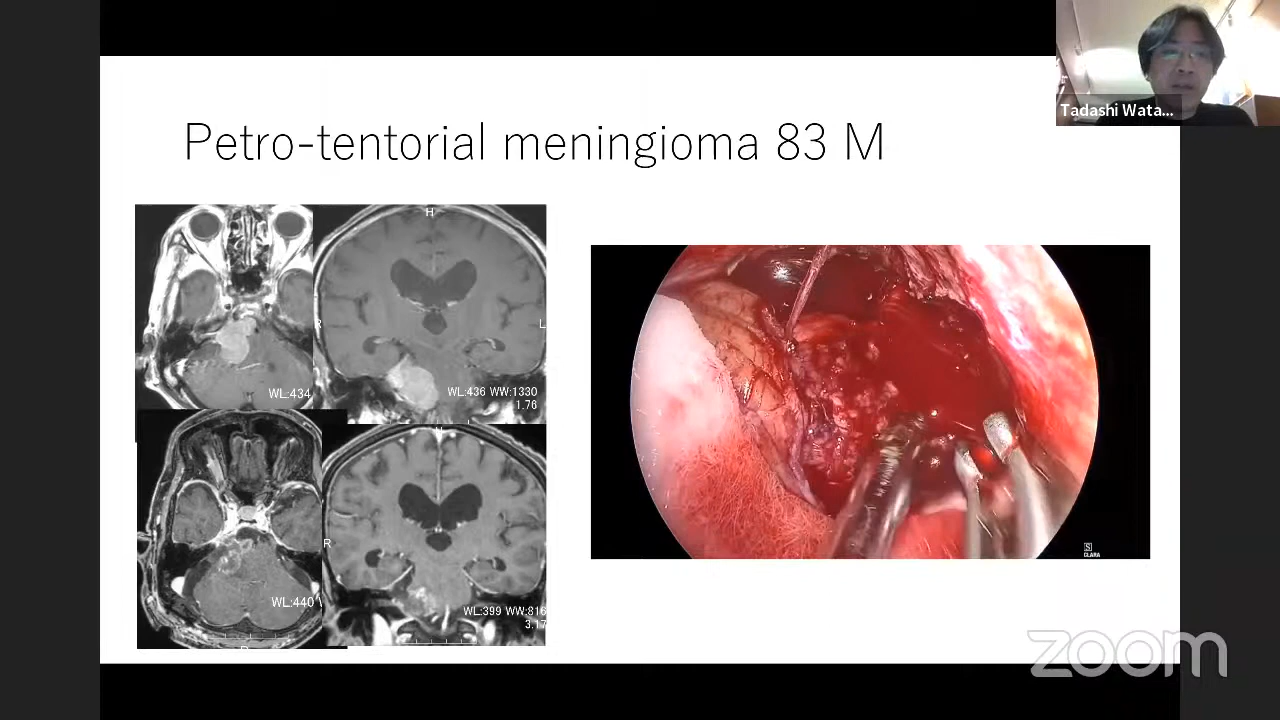 Tadashi Wata...
Petro-tentorial meningioma 83 M
H
R
L
WL:434
WL:436 WW:1330
1.76
H
R
WL:440
WL:399 WW:816
3.17
S
CLARA
zoom